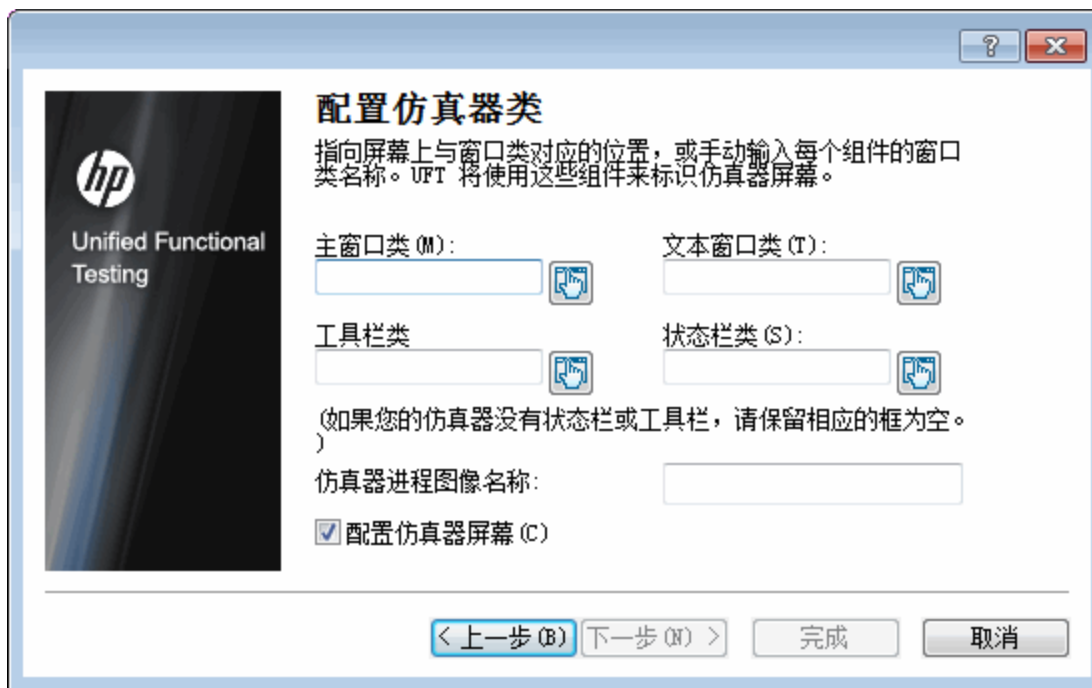 hp
Unified Functional
Testing
配置仿真器类
指向屏幕上与窗口类对应的位置，或手动输入每个组件的窗口
类名称。UFT 将使用这些组件来标识仿真器屏幕。
主窗口类(M):
文本窗口类(T):
工具栏类
状态栏类(S):
(如果您的仿真器没有状态栏或工具栏，请保留相应的框为空。
)
仿真器进程图像名称:
配置仿真器屏幕(C)
< 上一步(B)
下一步(N) >
完成
取消